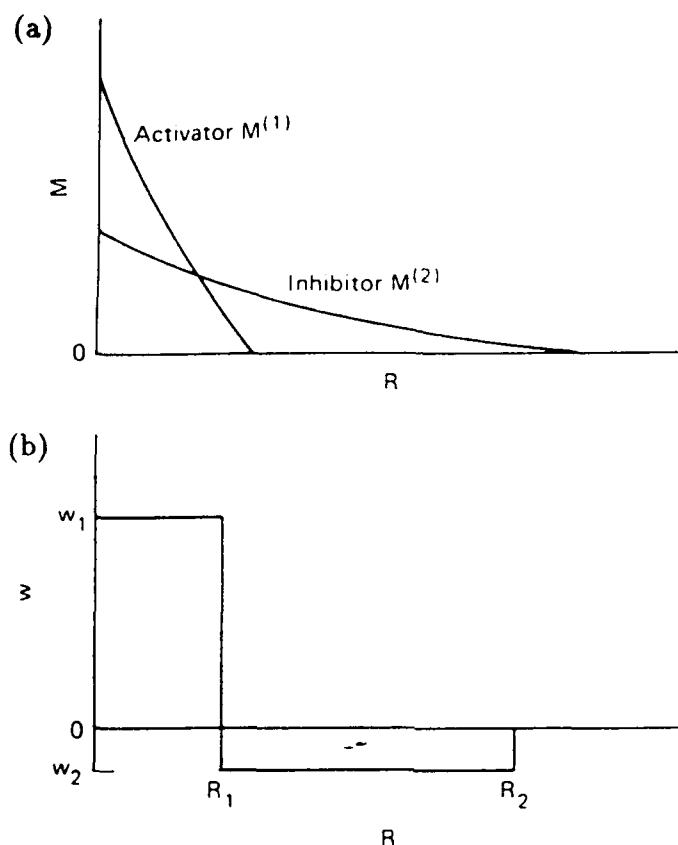 (a)
Activator M(1)
M
Inhibitor M(2)
0
R
(b)
w1
w
0
w2
R1
R2
R